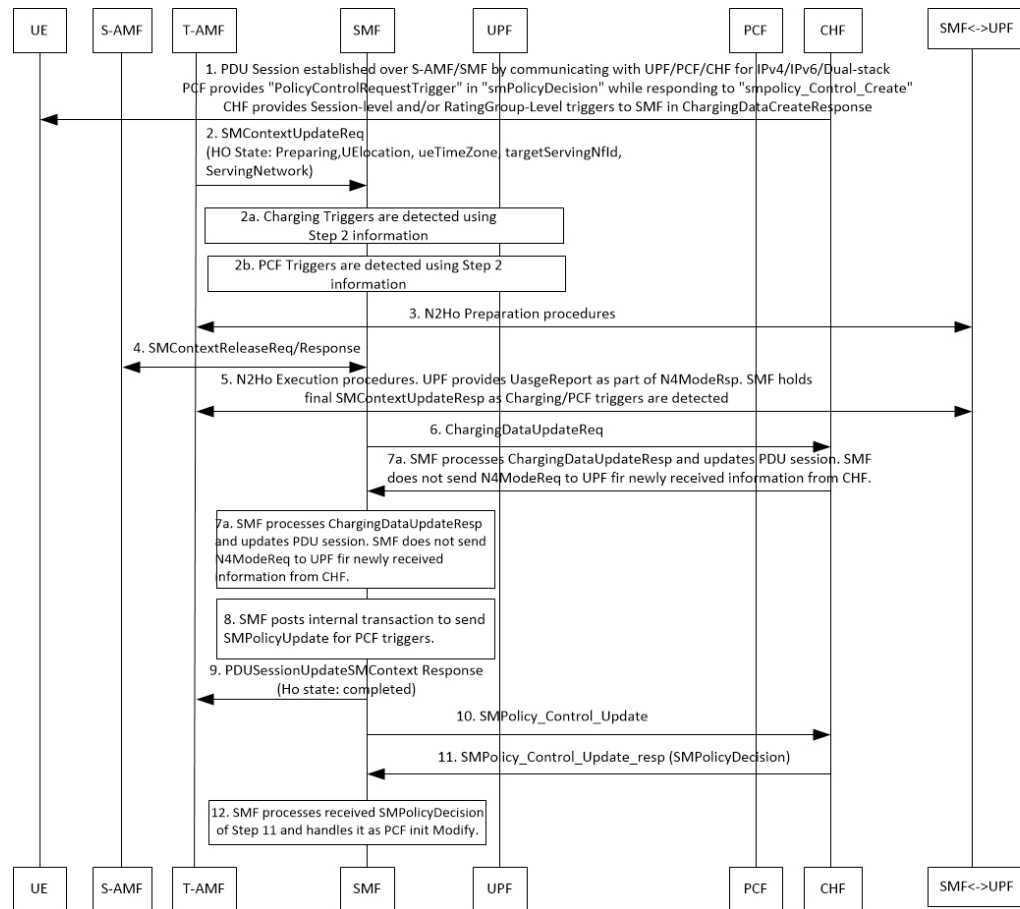 UE
S-AMF
T-AMF
SMF
UPF
PCF
CHF
SMF<->UPF
1. PDU Session established over S-AMF/SMF by communicating with UPF/PCF/CHF for IPv4/IPv6/Dual-stack
PCF provides "PolicyControlRequestTrigger" in "smPolicyDecision" while responding to "smpolicy_Control_Create"
CHF provides Session-level and/or RatingGroup-Level triggers to SMF in ChargingDataCreateResponse
2. SMContextUpdateReq
(HO State: Preparing,UElocation, ueTimeZone, targetServingNfId,
ServingNetwork)
2a. Charging Triggers are detected using
Step 2 information
2b. PCF Triggers are detected using Step 2
information
3. N2Ho Preparation procedures
4. SMContextReleaseReq/Response
5. N2Ho Execution procedures. UPF provides UasgeReport as part of N4ModeRsp. SMF holds
final SMContextUpdateResp as Charging/PCF triggers are detected
6. ChargingDataUpdateReq
7a. SMF processes ChargingDataUpdateResp and updates PDU session. SMF
does not send N4ModeReq to UPF fir newly received information from CHF.
7a. SMF processes ChargingDataUpdateResp
and updates PDU session. SMF does not send
N4ModeReq to UPF fir newly received
information from CHF.
8. SMF posts internal transaction to send
SMPolicyUpdate for PCF triggers.
9. PDUSessionUpdateSMContext Response
(Ho state: completed)
10. SMPolicy_Control_Update
11. SMPolicy_Control_Update_resp (SMPolicyDecision)
12. SMF processes received SMPolicyDecision
of Step 11 and handles it as PCF init Modify.
UE
S-AMF
T-AMF
SMF
UPF
PCF
CHF
SMF<->UPF